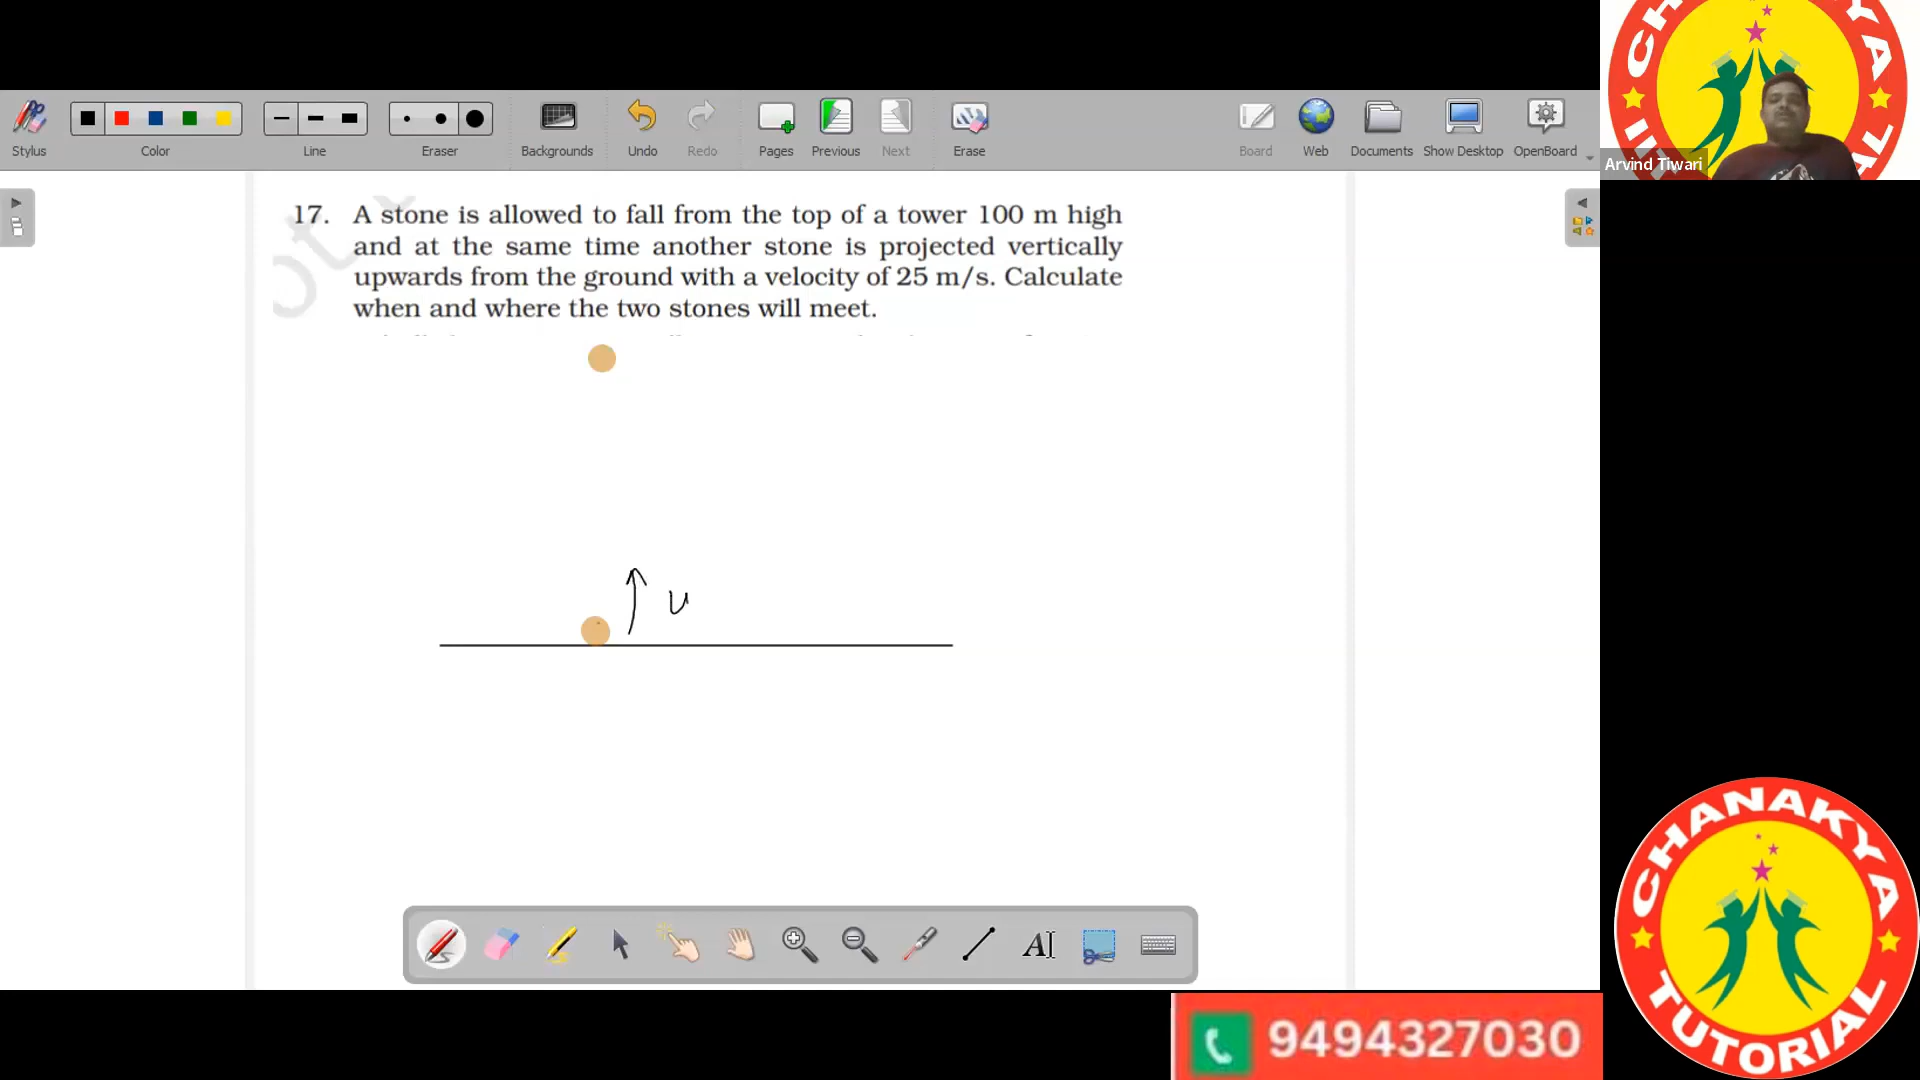 CHANAKYA
Arvind Tiwari
Stylus
Color
Line
Eraser
Backgrounds
Undo
Redo
Pages
Previous
Next
Erase
Board
Web
Documents
Show Desktop
OpenBoard
17. A stone is allowed to fall from the top of a tower 100 m high
and at the same time another stone is projected vertically
upwards from the ground with a velocity of 25 m/s. Calculate
when and where the two stones will meet.
u
AI
CHANAKYA
TUTORIAL
9494327030